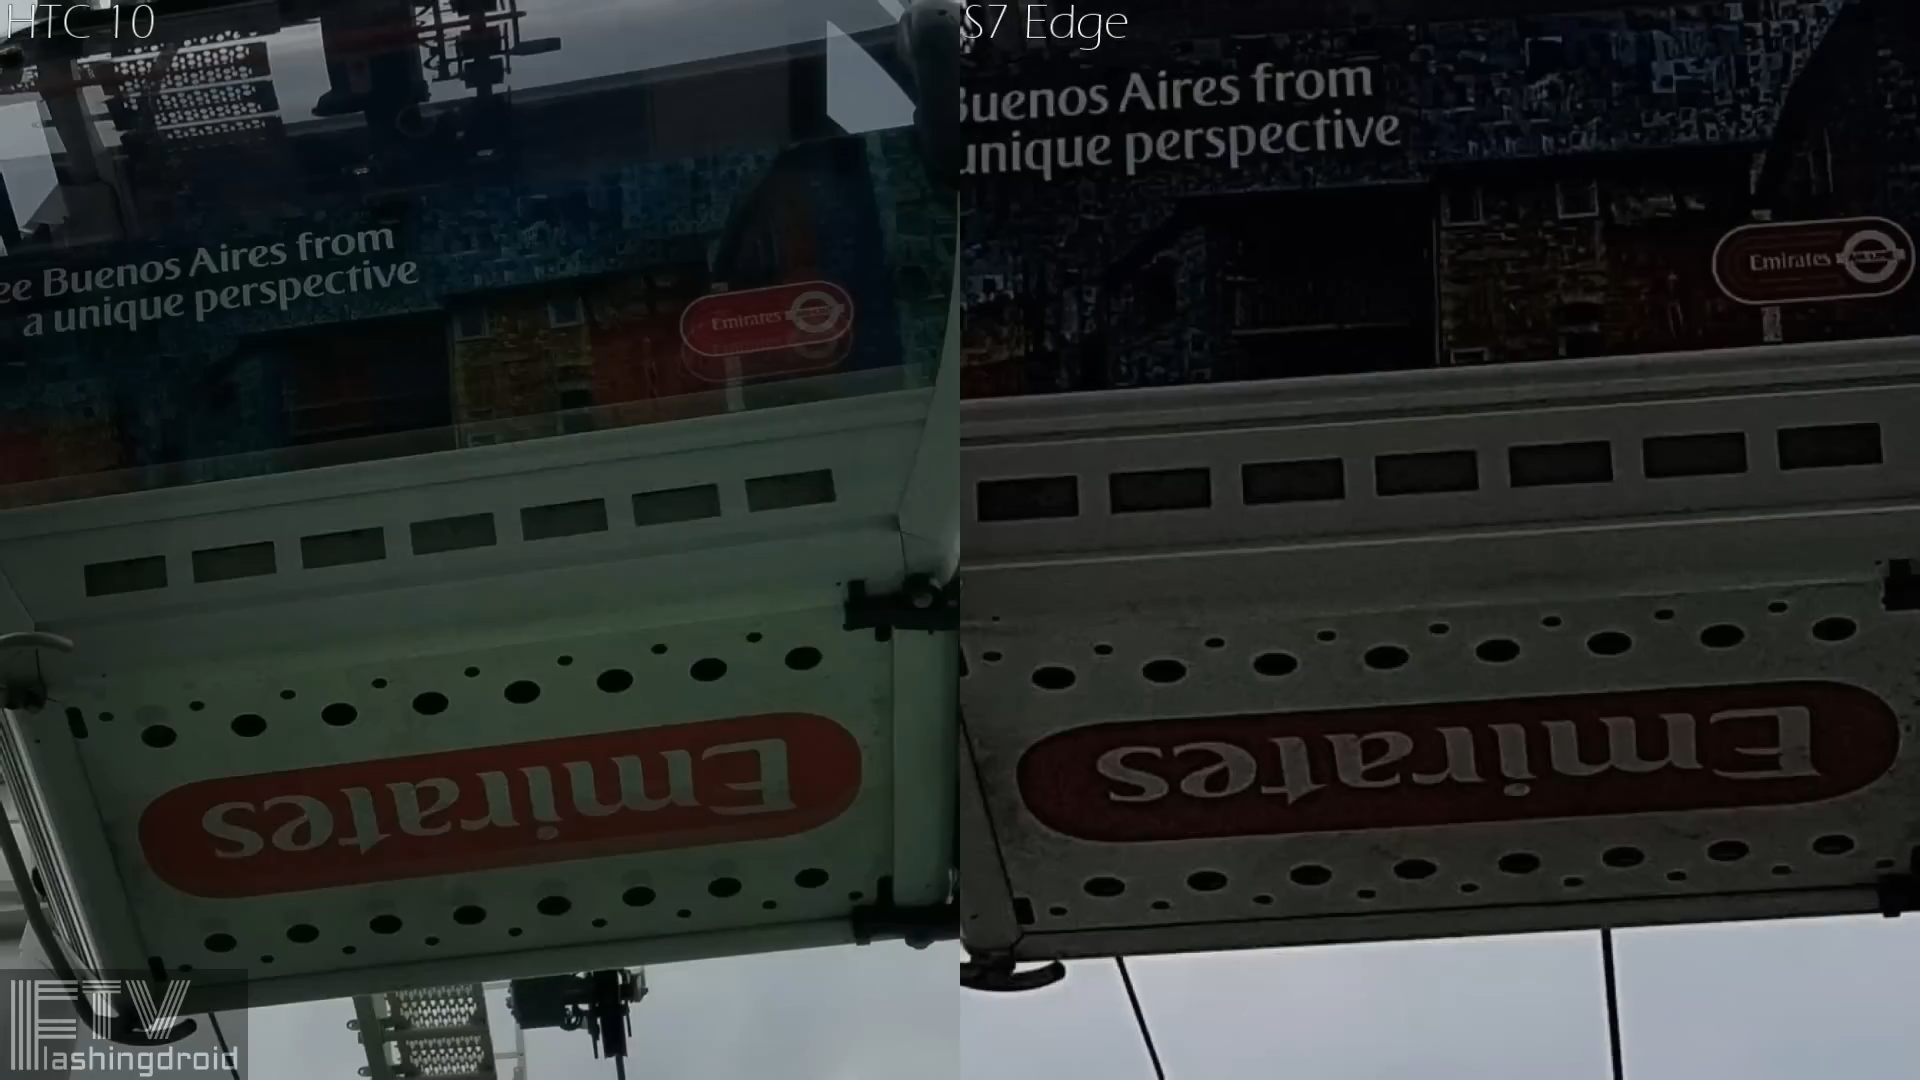 HTC 10
S7 Edge
ee Buenos Aires from
a unique perspective
Emirates
Emirates
Buenos Aires from
unique perspective
Emirates
Emirates
FTV
lashingdroid